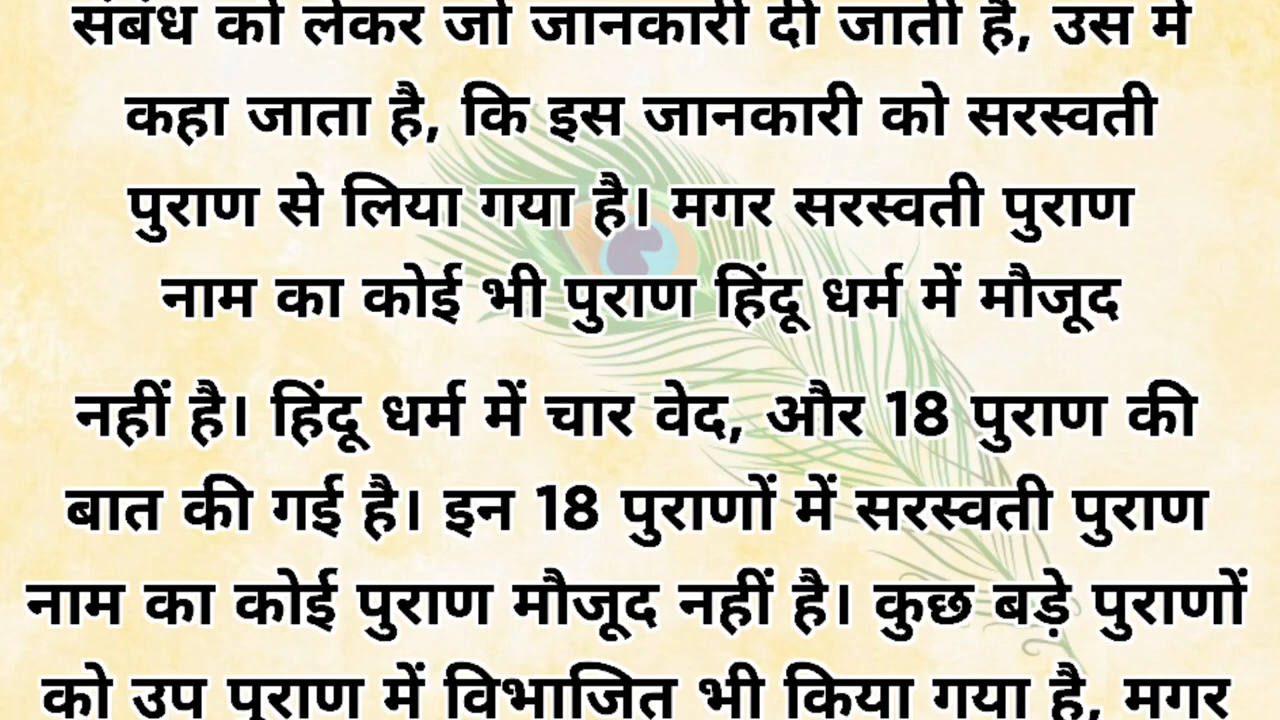 संबंध को लेकर जो जानकारी दी जाती है, उस में
कहा जाता है, कि इस जानकारी को सरस्वती
पुराण से लिया गया है। मगर सरस्वती पुराण
नाम का कोई भी पुराण हिंदू धर्म में मौजूद
नहीं है। हिंदू धर्म में चार वेद, और 18 पुराण की
बात की गई है। इन 18 पुराणों में सरस्वती पुराण
नाम का कोई पुराण मौजूद नहीं है। कुछ बड़े पुराणों
को उप पुराण में विभाजित भी किया गया है, मगर